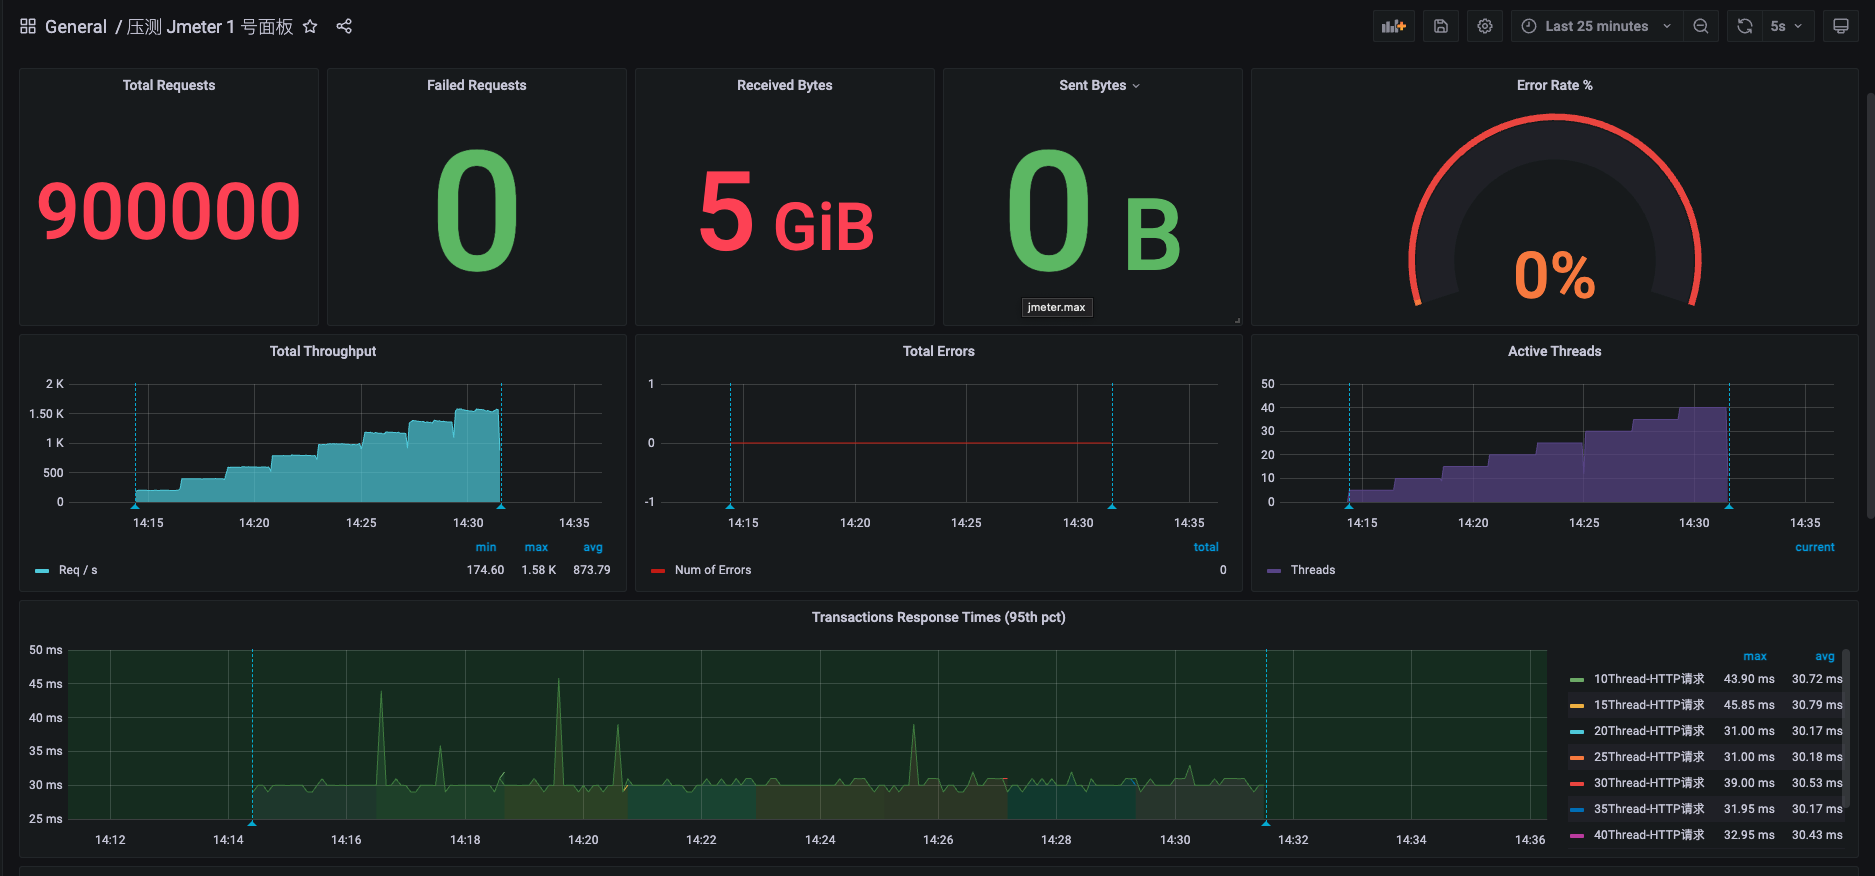 General / 压测 Jmeter 1 号面板
Last 25 minutes
5s
Total Requests
900000
Failed Requests
0
Received Bytes
5 GiB
Sent Bytes
0 B
jmeter.max
Error Rate %
0%
Total Throughput
2 K
1.50 K
1 K
500
0
14:15 14:20 14:25 14:30 14:35
min max avg
Req / s 174.60 1.58 K 873.79
Total Errors
1
0
-1
14:15 14:20 14:25 14:30 14:35
total
Num of Errors 0
Active Threads
50
40
30
20
10
0
14:15 14:20 14:25 14:30 14:35
current
Threads
Transactions Response Times (95th pct)
50 ms
45 ms
40 ms
35 ms
30 ms
25 ms
14:12 14:14 14:16 14:18 14:20 14:22 14:24 14:26 14:28 14:30 14:32 14:34 14:36
max avg
10Thread-HTTP请求 43.90 ms 30.72 ms
15Thread-HTTP请求 45.85 ms 30.79 ms
20Thread-HTTP请求 31.00 ms 30.17 ms
25Thread-HTTP请求 31.00 ms 30.18 ms
30Thread-HTTP请求 39.00 ms 30.53 ms
35Thread-HTTP请求 31.95 ms 30.17 ms
40Thread-HTTP请求 32.95 ms 30.43 ms